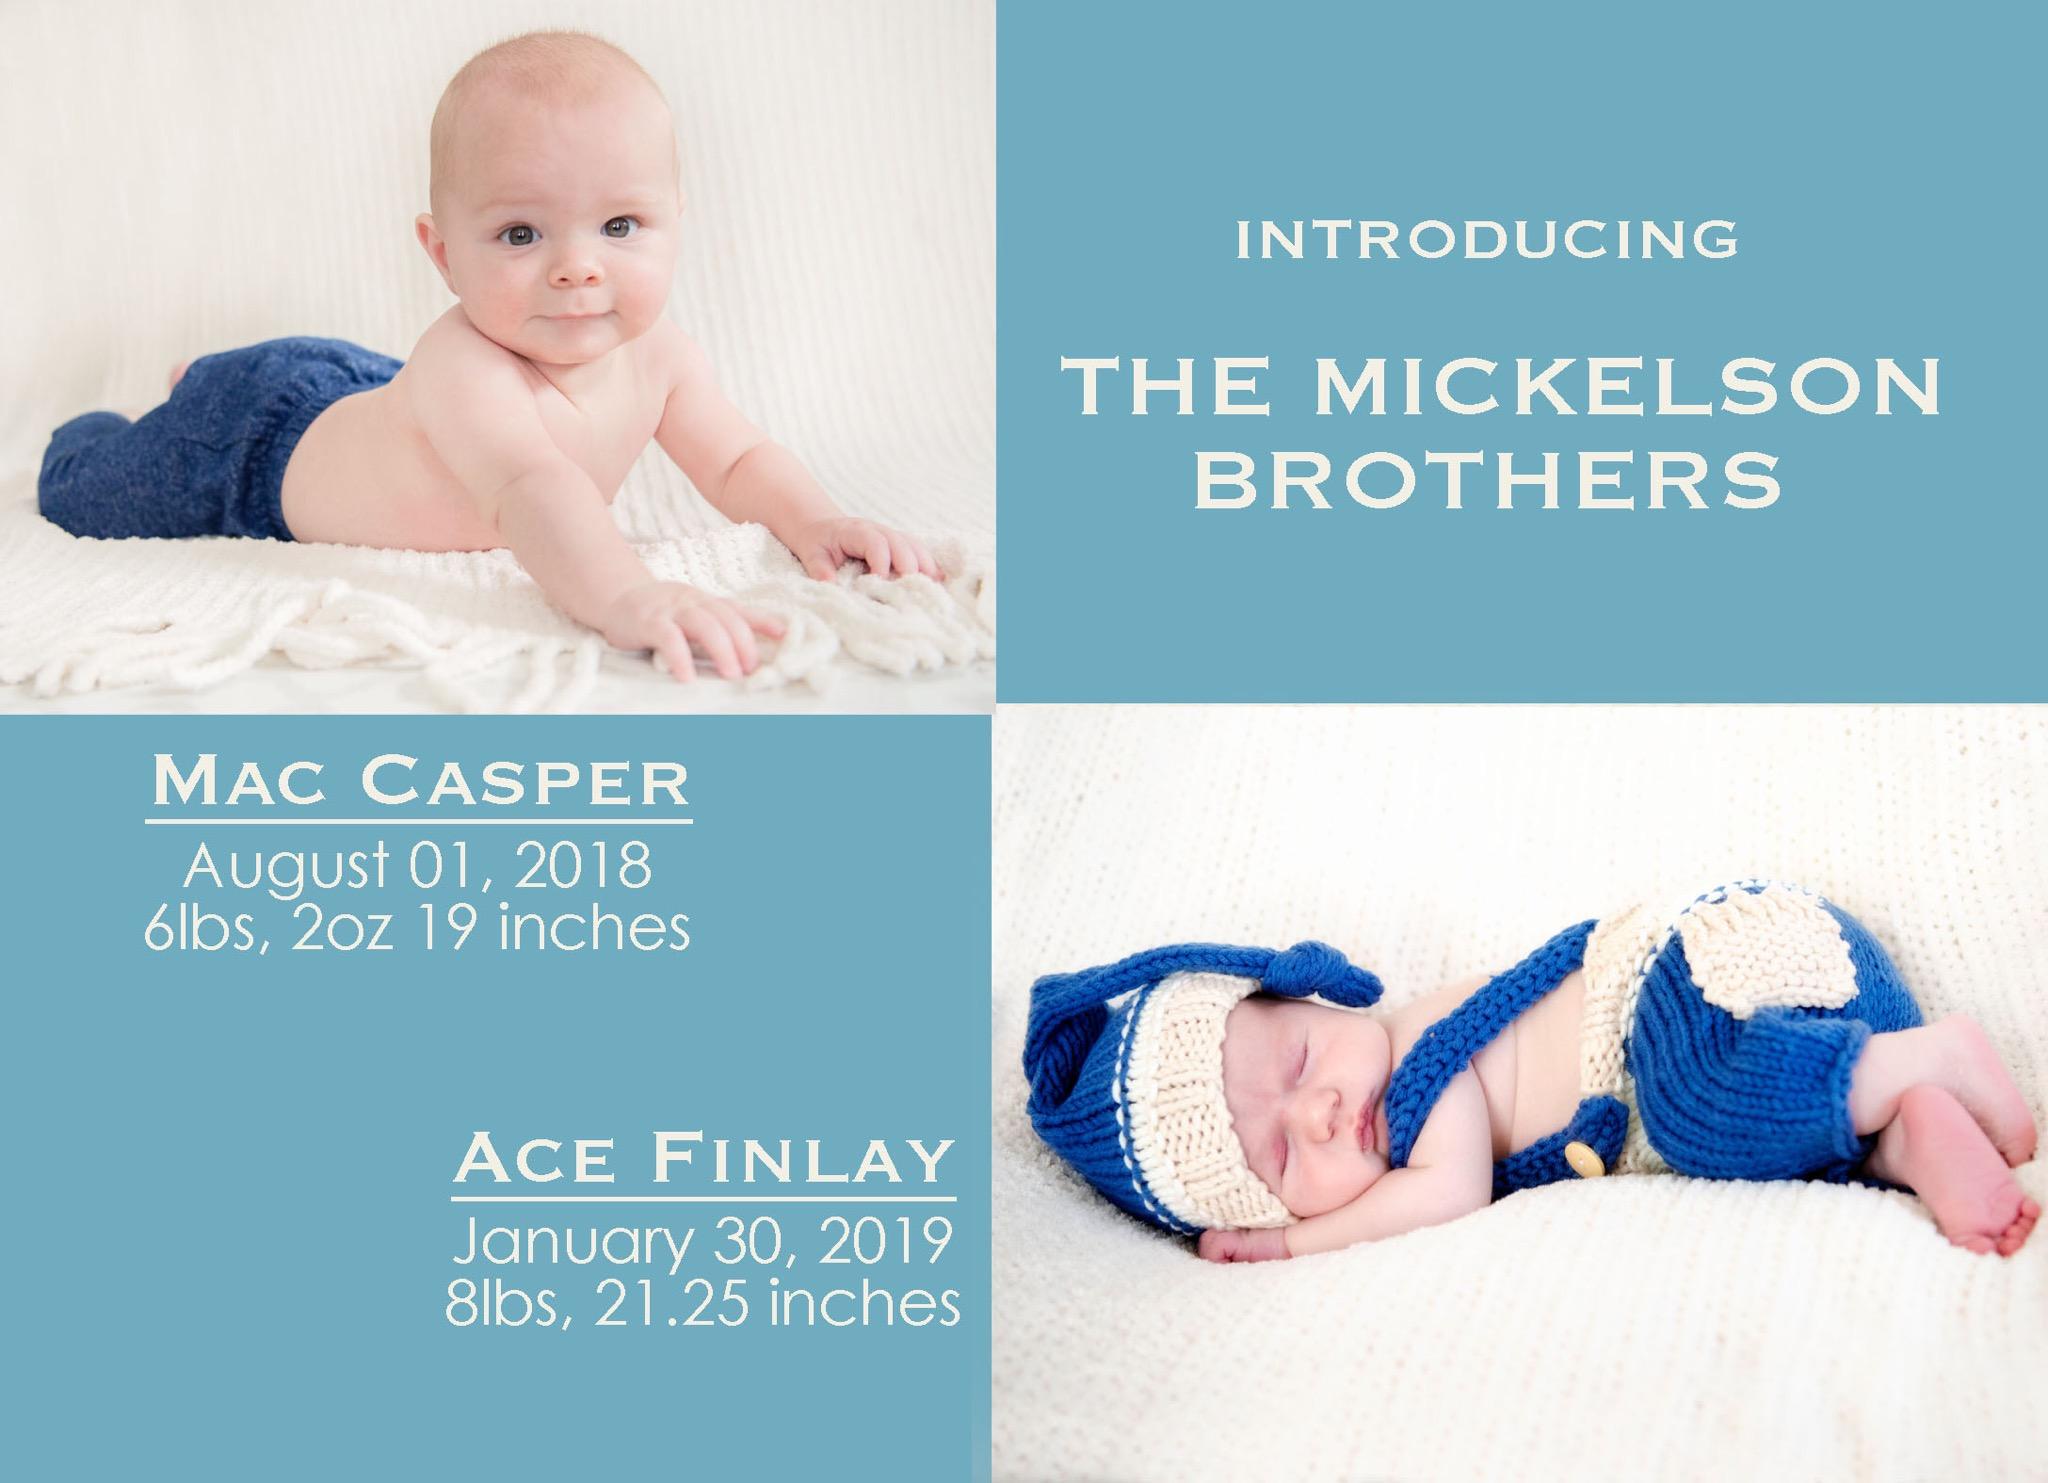 INTRODUCING
THE MICKELSON
BROTHERS
MAC CASPER
August 01, 2018
6lbs, 2oz 19 inches
ACE FINLAY
January 30, 2019
8lbs, 21.25 inches